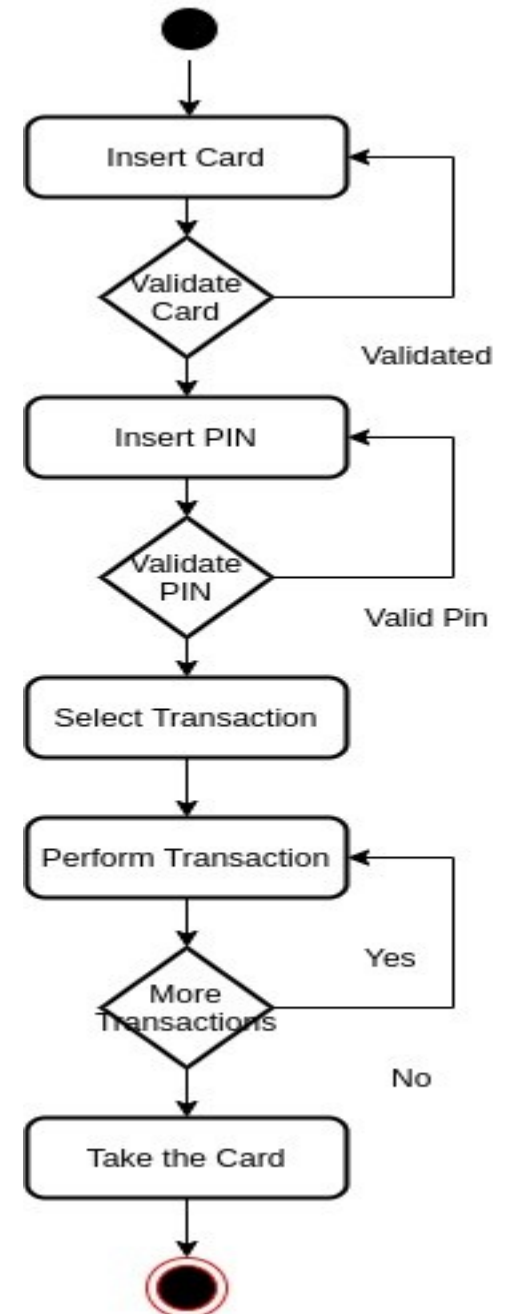 Insert Card
Validate
Card
Validated
Insert PIN
Validate
PIN
Valid Pin
Select Transaction
Perform Transaction
Yes
More
Transactions
No
Take the Card